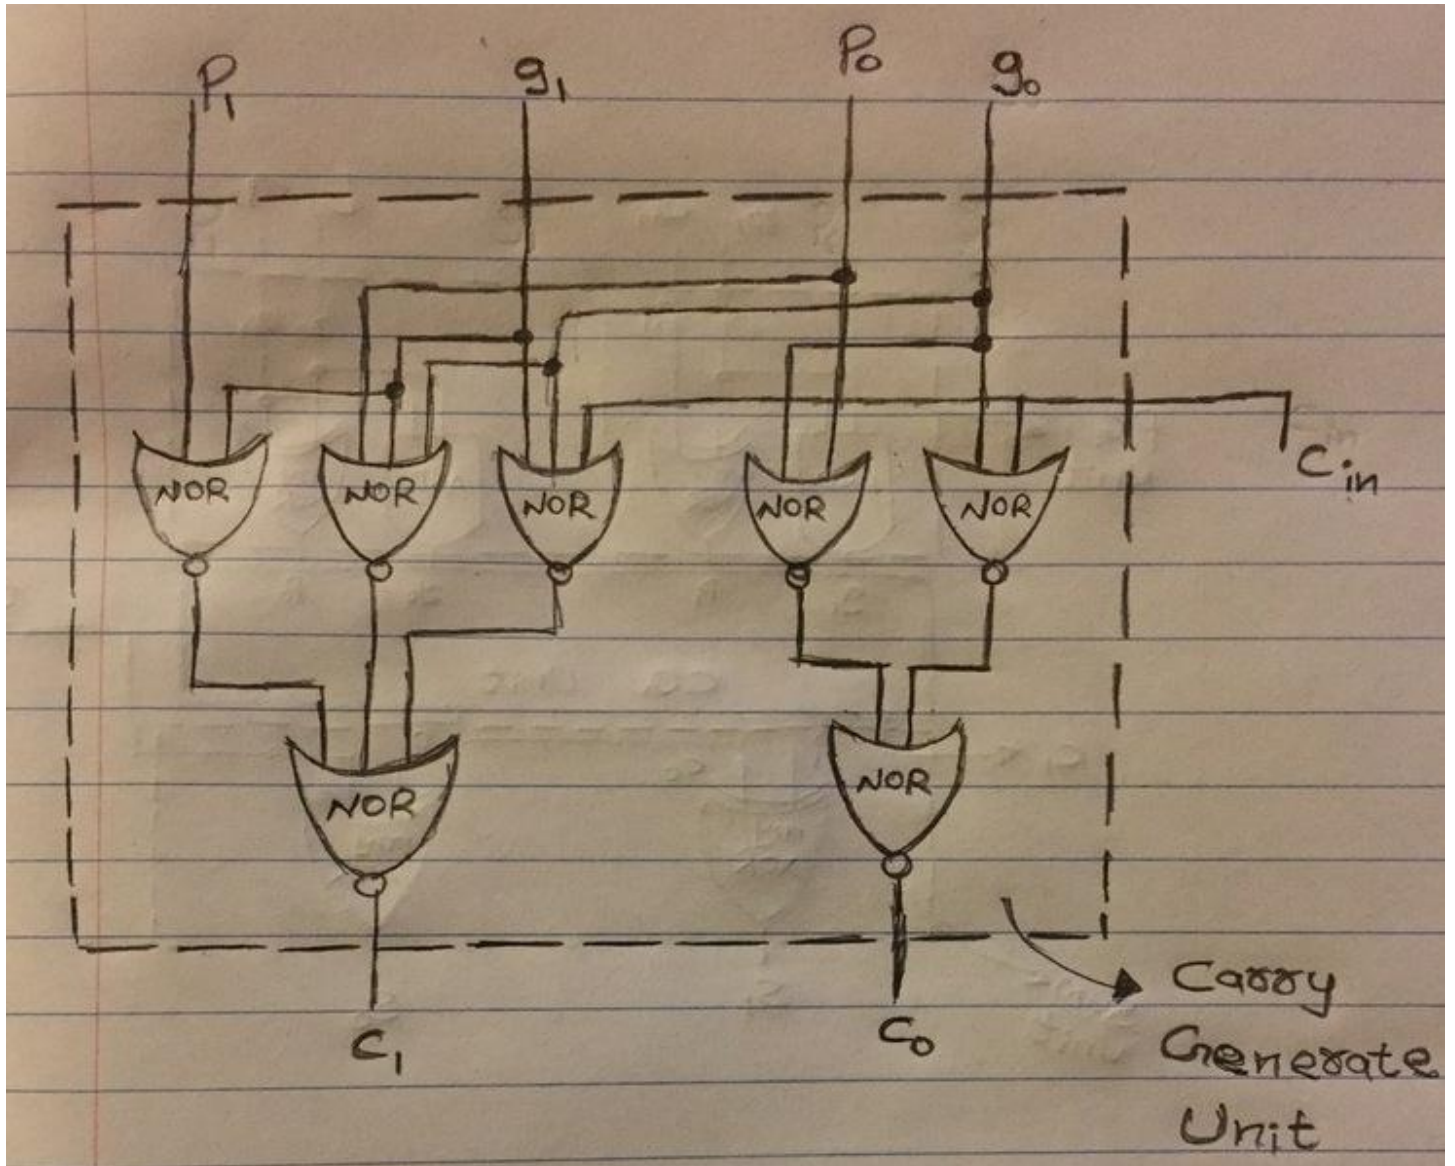 P₁ g₁ P₀ g₀
NOR NOR NOR NOR NOR
Cᵢₙ
NOR NOR
C₁ C₀
Carry
Generate
Unit